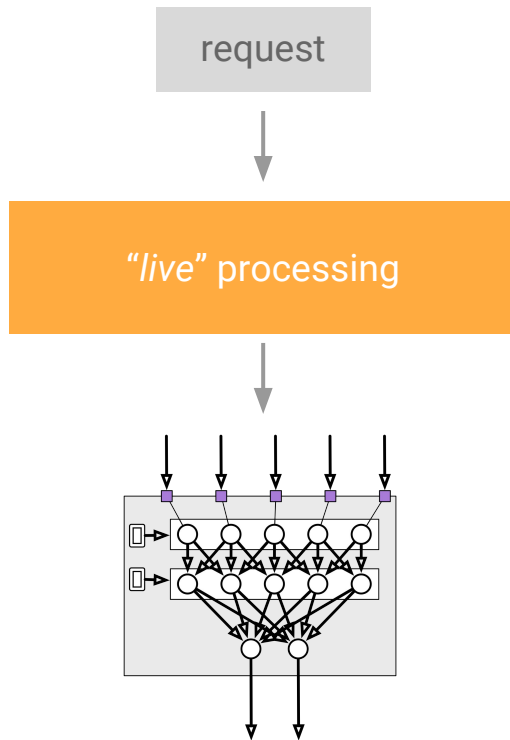 request
“live” processing